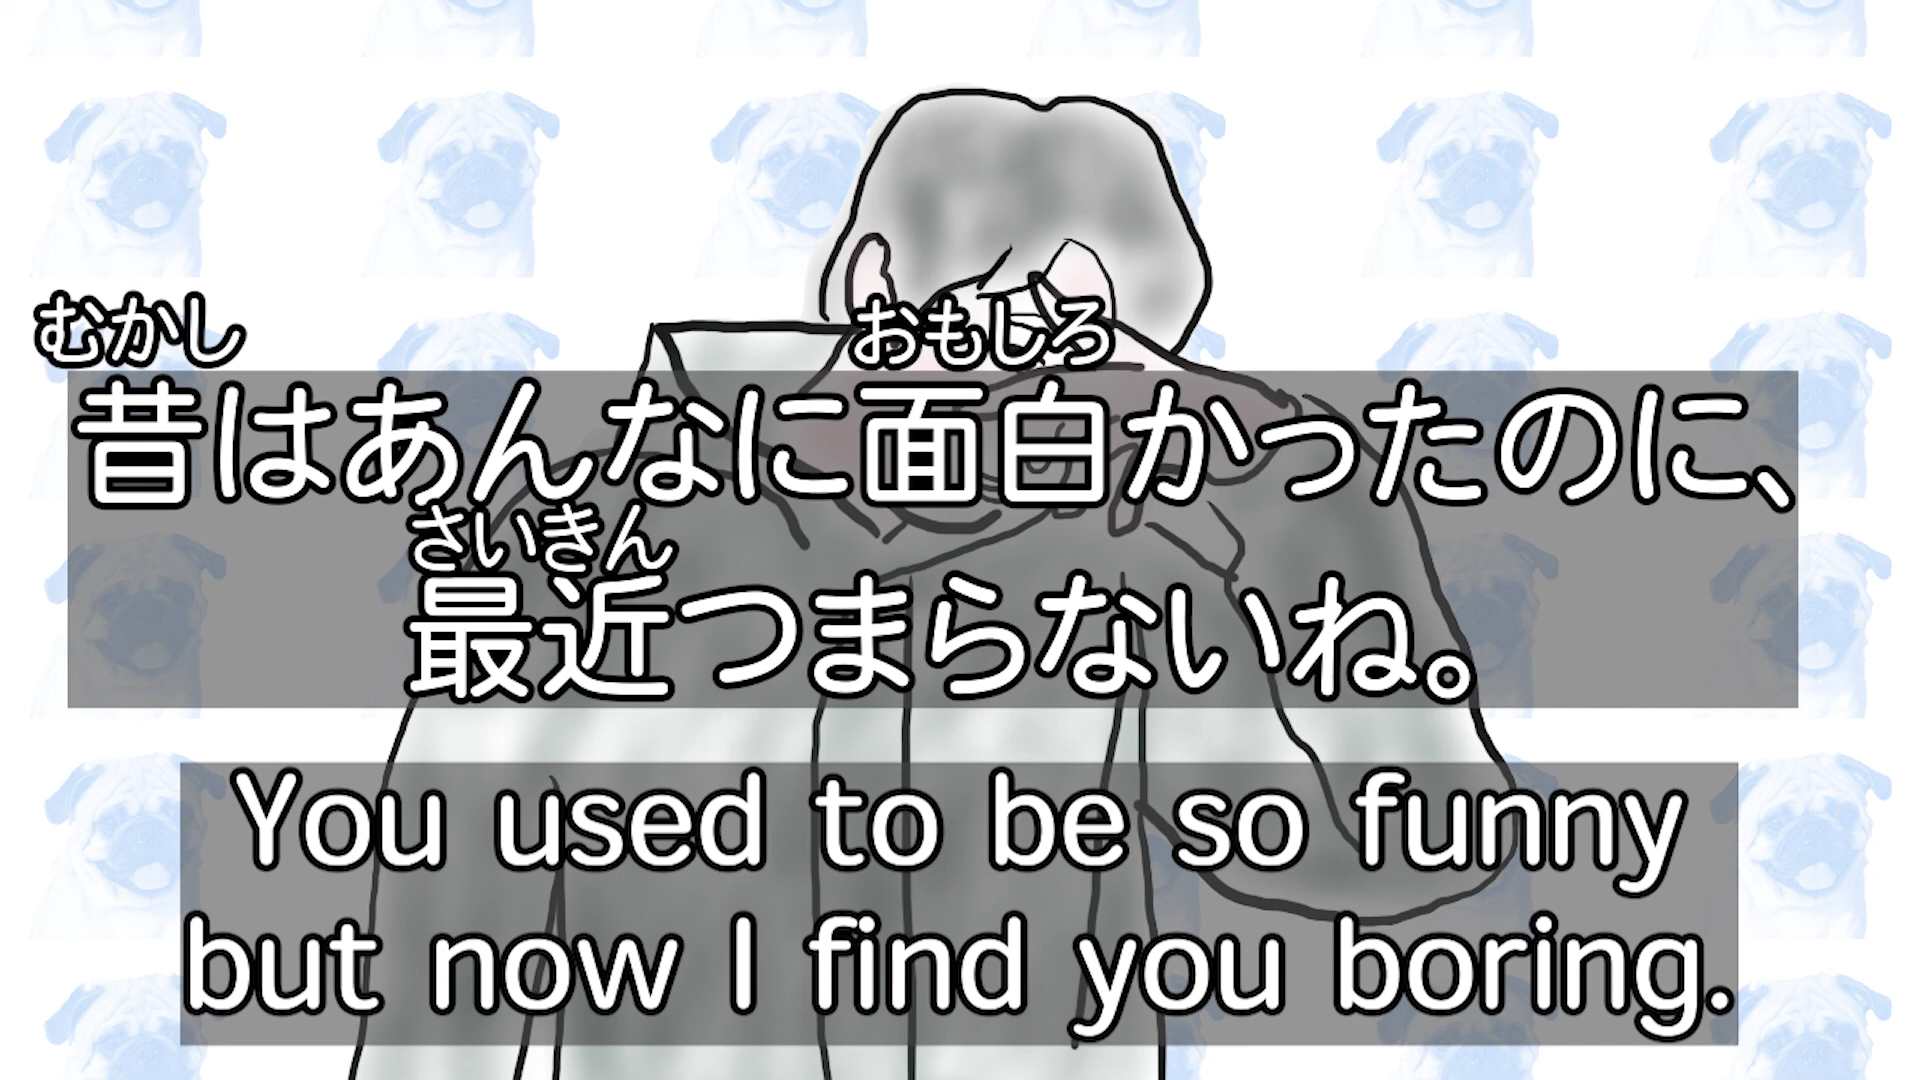 むかし おもしろ
昔はあんなに面白かったのに、
さいきん
最近つまらないね。
You used to be so funny
but now I find you boring.